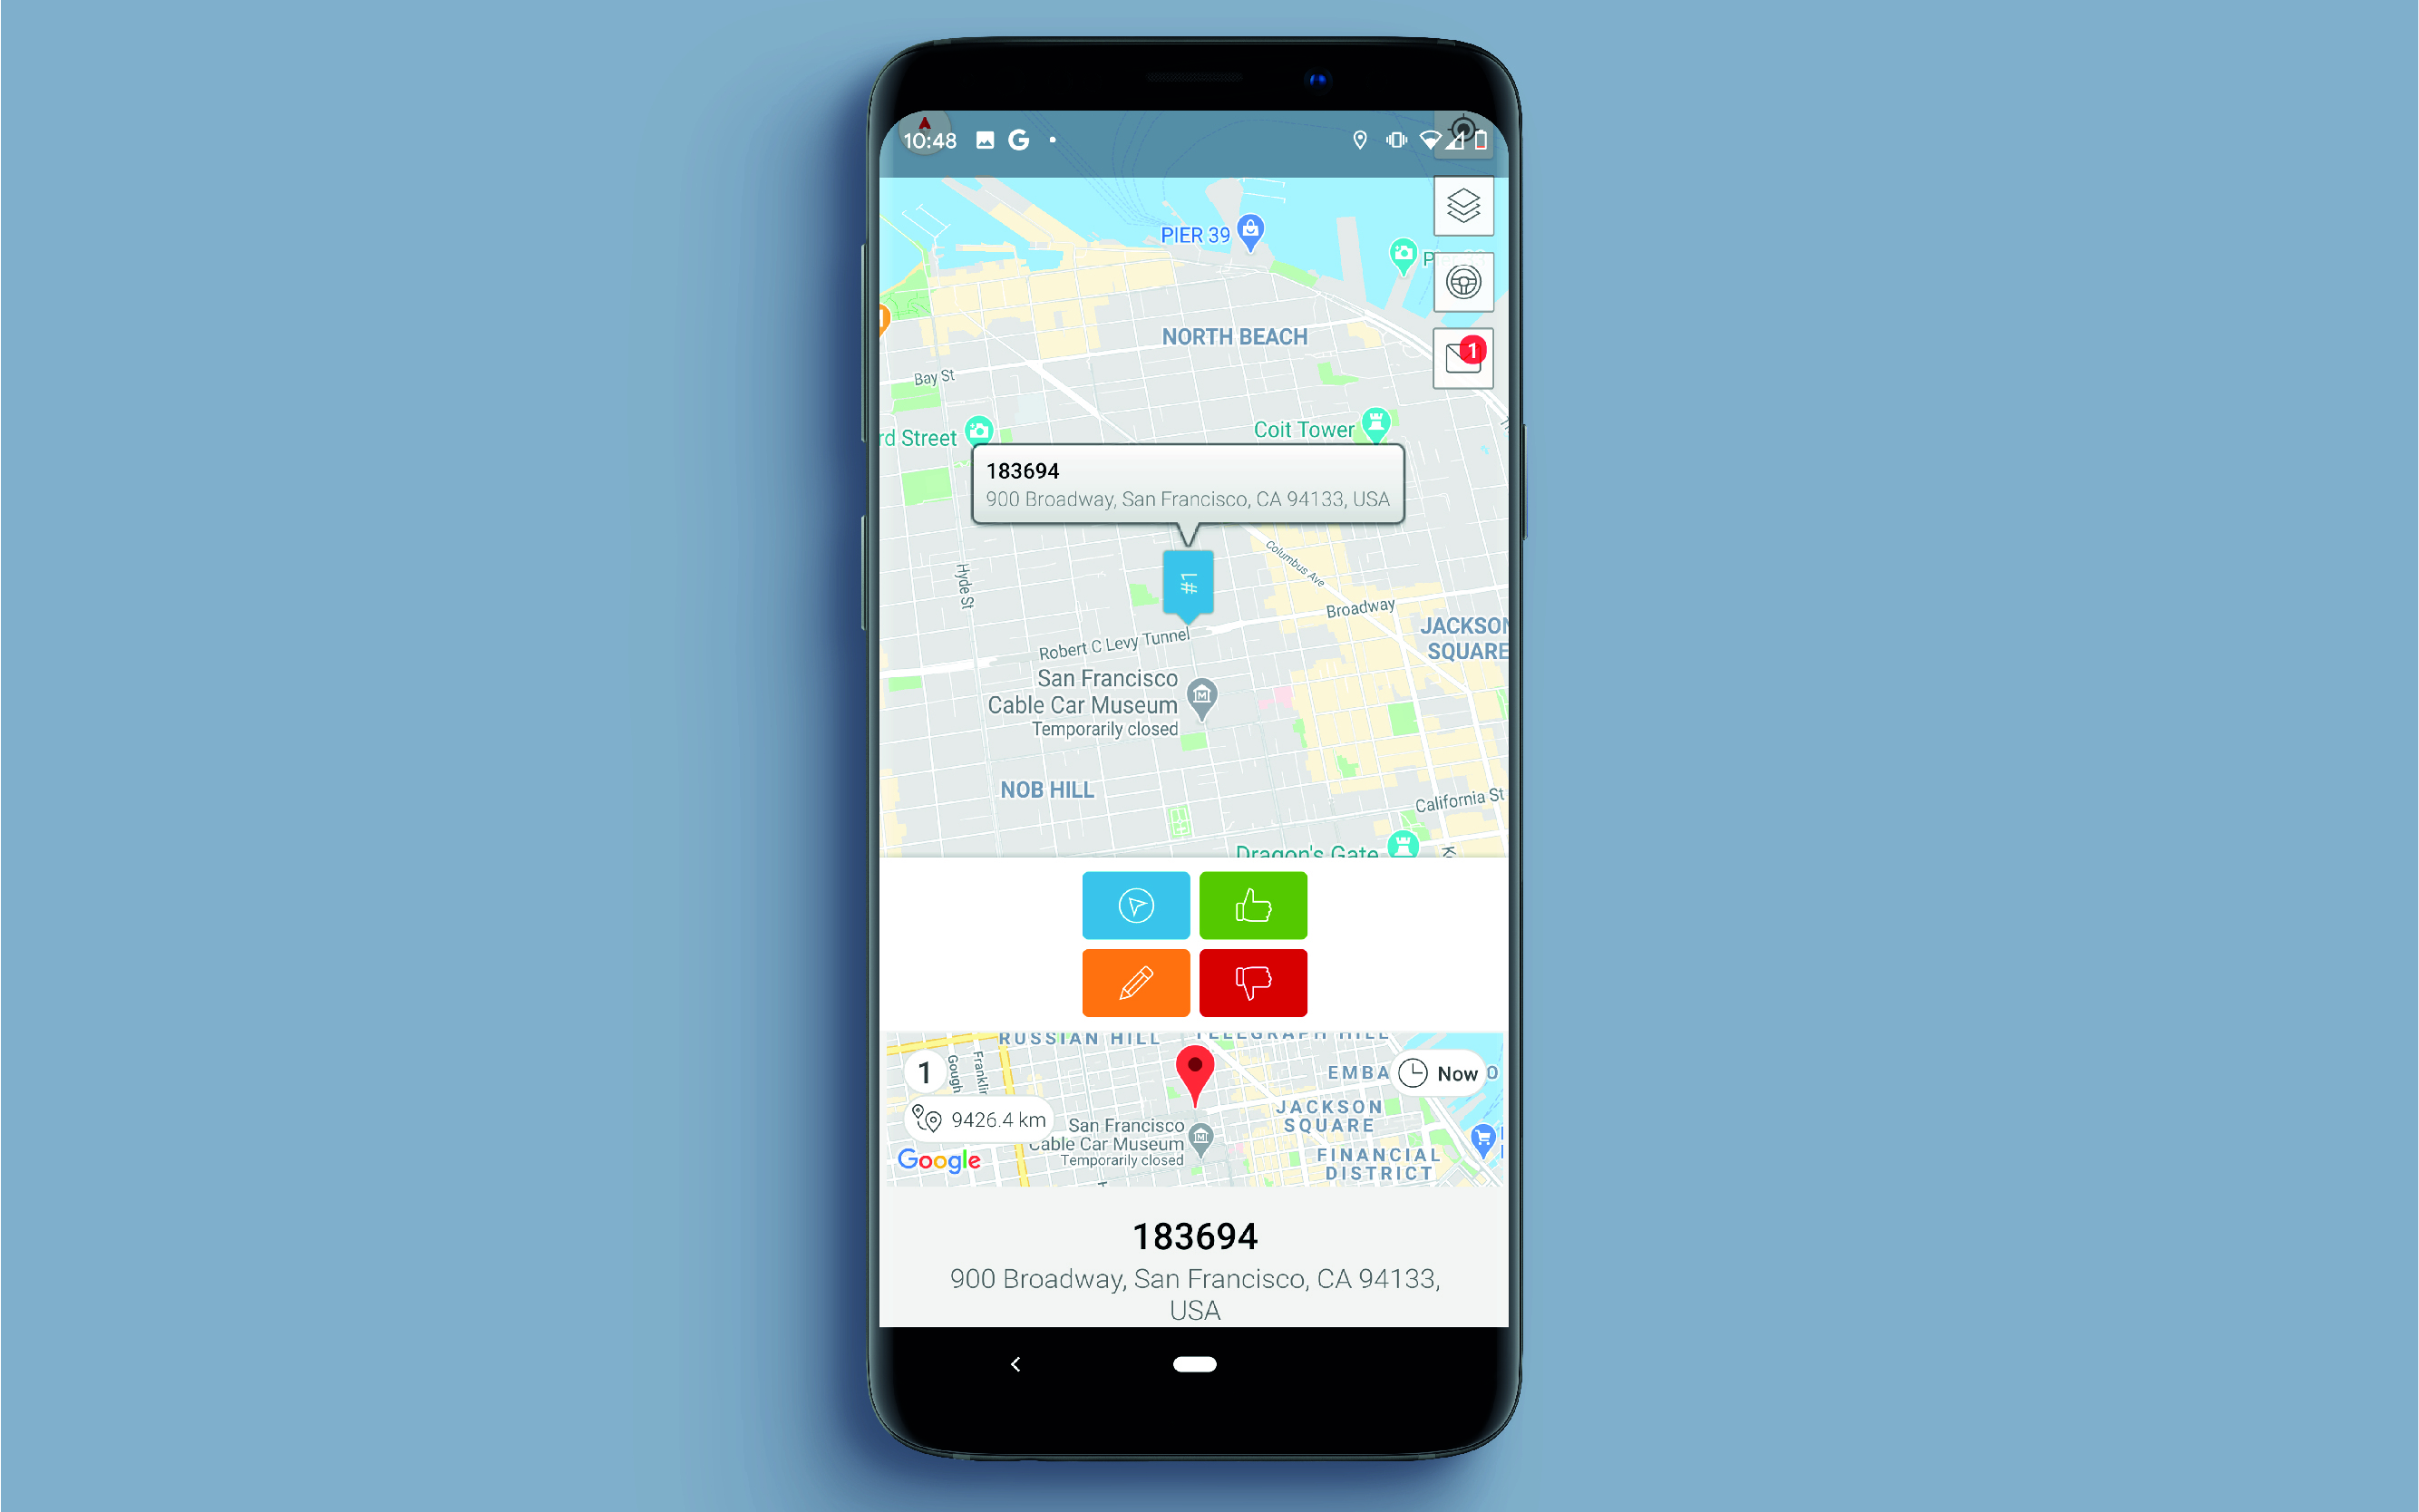 10:48
PIER 39
NORTH BEACH
1
Bay St
rd Street
Coit Tower
183694
900 Broadway, San Francisco, CA 94133, USA
Columbus Ave
Hyde St
#1
Broadway
JACKSON
SQUARE
Robert C Levy Tunnel
San Francisco
Cable Car Museum
Temporarily closed
NOB HILL
California St
Dragon's Gate
RUSSIAN HILL
TELEGRAPH HILL
1
Gough
Franklin
EMBA
Now
9426.4 km
JACKSON
SQUARE
San Francisco
Cable Car Museum
Temporarily closed
Google
FINANCIAL
DISTRICT
183694
900 Broadway, San Francisco, CA 94133,
USA